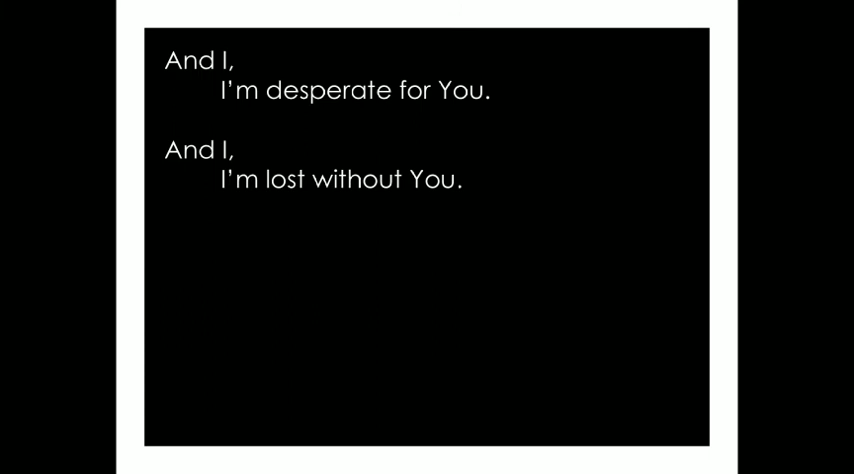 And I,
I’m desperate for You.
And I,
I’m lost without You.